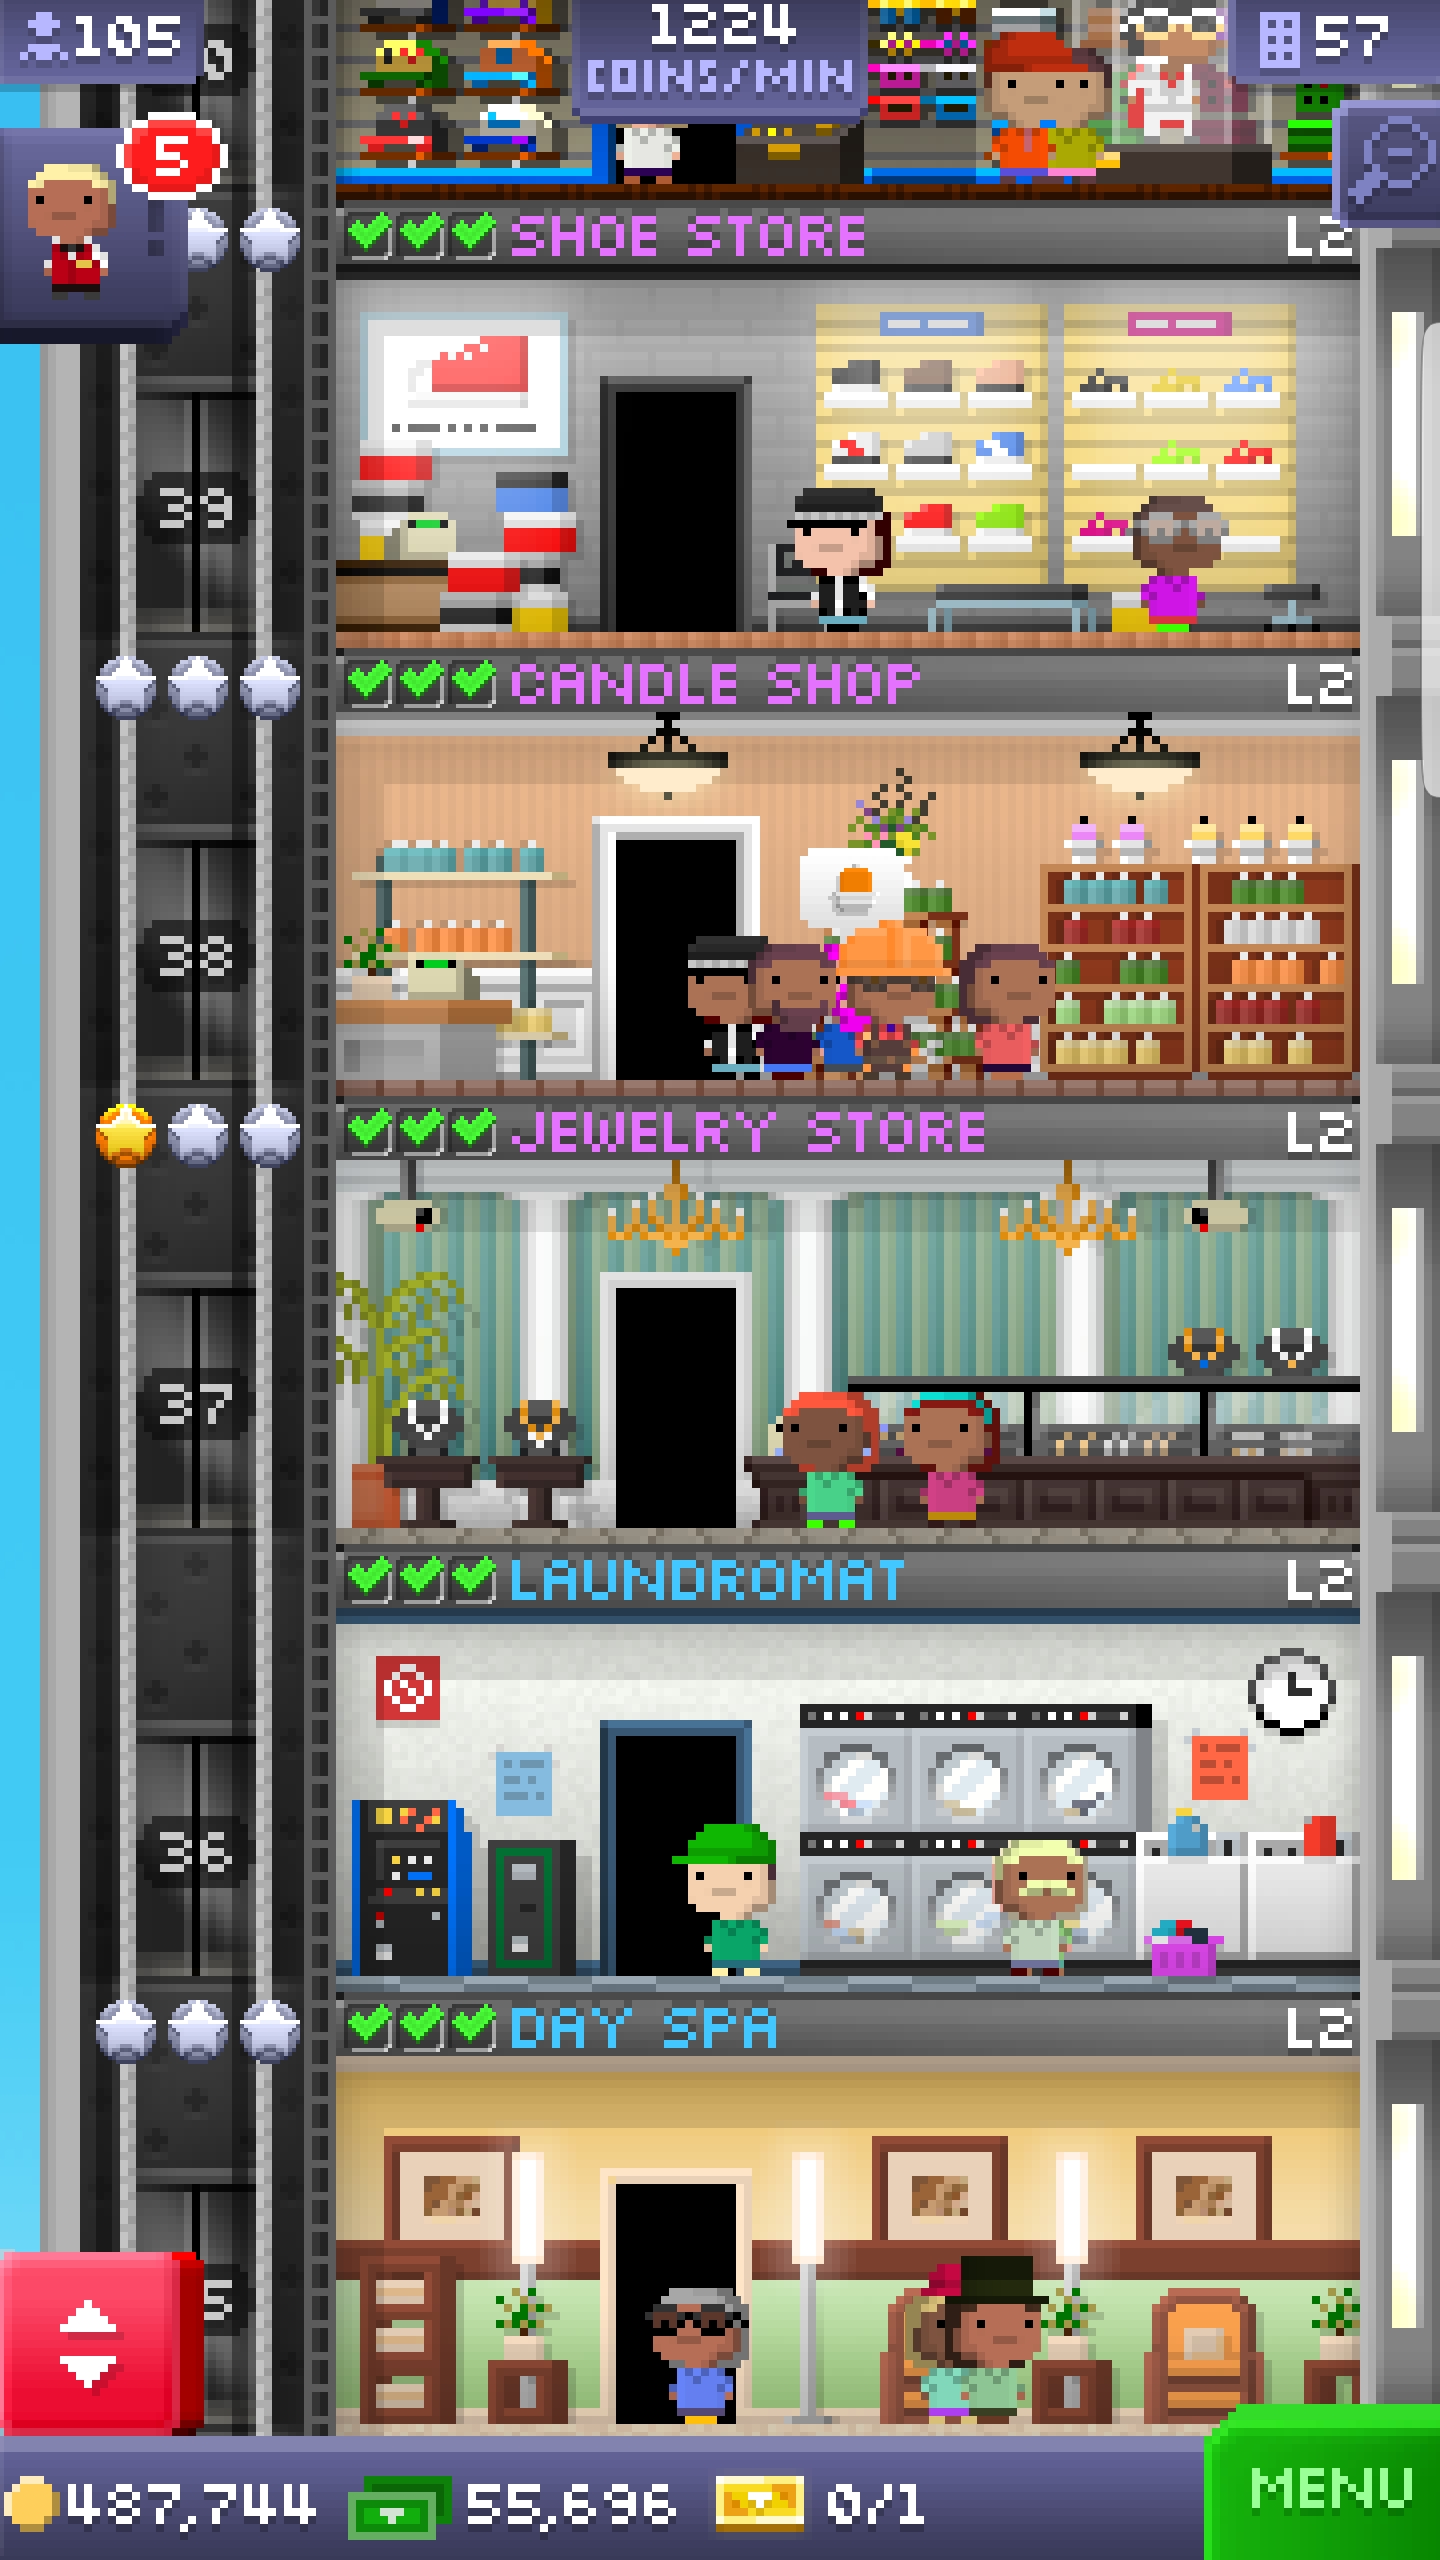 105
1224
COINS/MIN
57
5
SHOE STORE
L2
39
CANDLE SHOP
L2
38
JEWELRY STORE
L2
37
LAUNDROMAT
L2
36
DAY SPA
L2
487,744
55,696
0/1
MENU